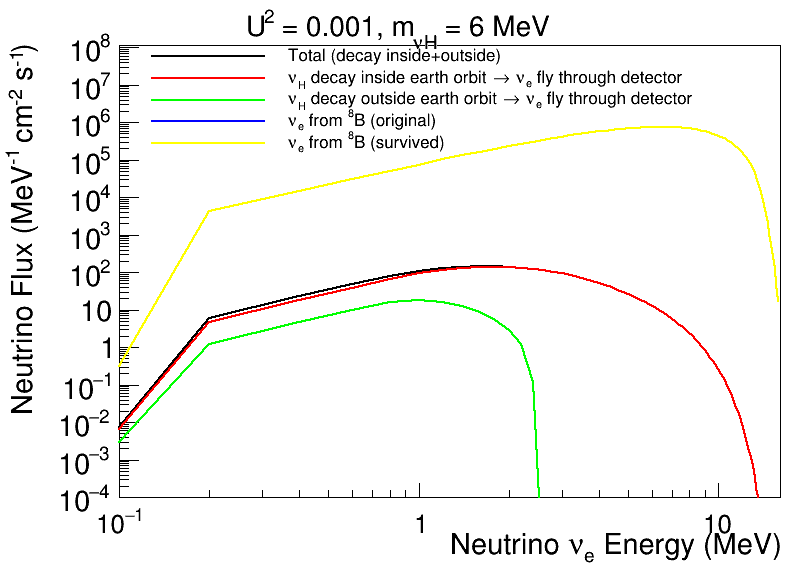 U² = 0.001, m_νH = 6 MeV
Total (decay inside+outside)
ν_H decay inside earth orbit → ν_e fly through detector
ν_H decay outside earth orbit → ν_e fly through detector
ν_e from ⁸B (original)
ν_e from ⁸B (survived)
Neutrino Flux (MeV⁻¹ cm⁻² s⁻¹)
10⁸
10⁷
10⁶
10⁵
10⁴
10³
10²
10
1
10⁻¹
10⁻²
10⁻³
10⁻⁴
10⁻¹ 1 10
Neutrino ν_e Energy (MeV)